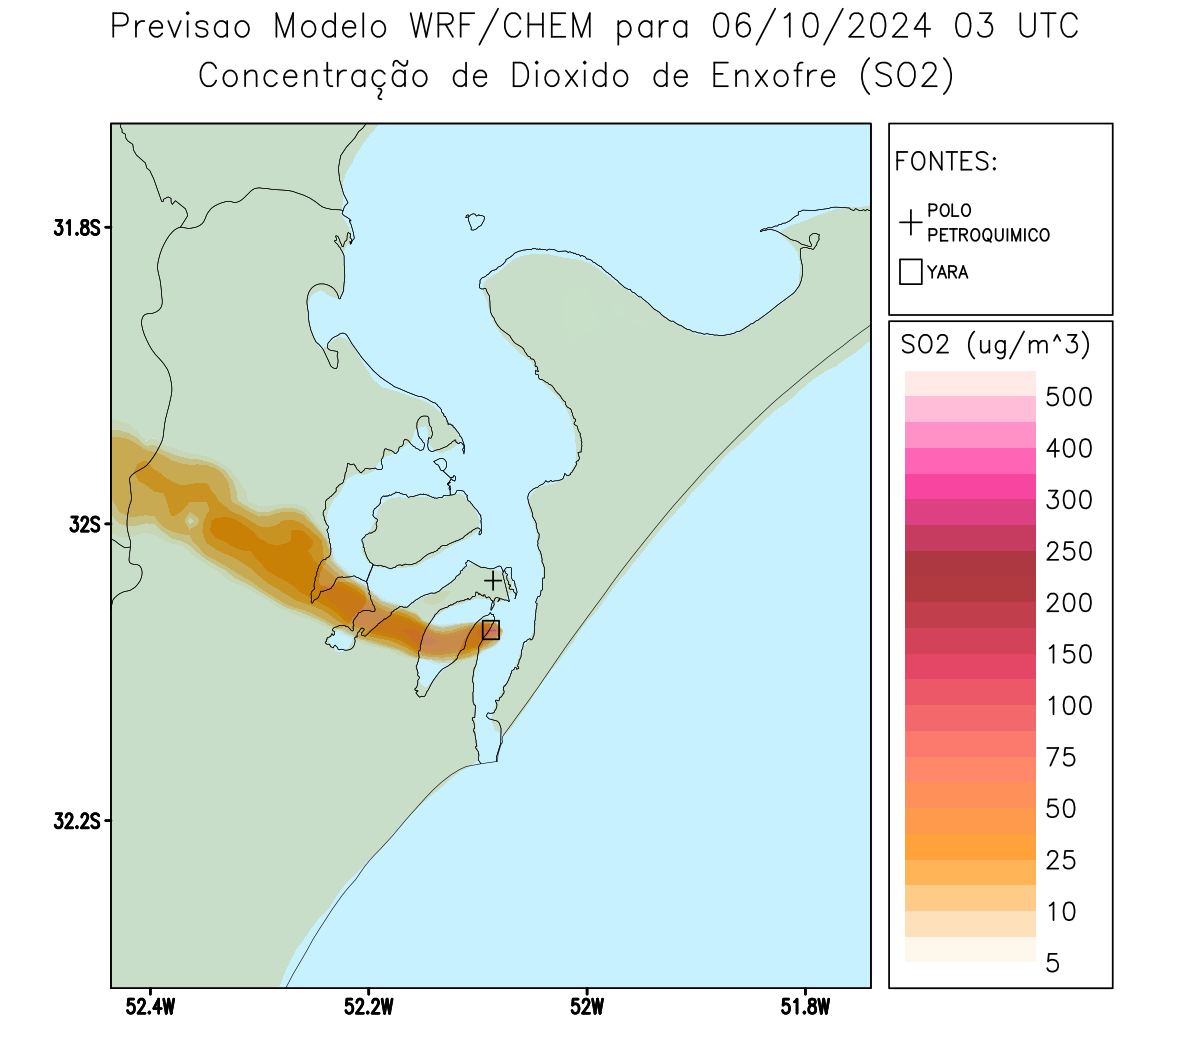 Previsao Modelo WRF/CHEM para 06/10/2024 03 UTC
Concentração de Dioxido de Enxofre (SO2)
FONTES:
POLO
PETROQUIMICO
YARA
SO2 (ug/m^3)
500
400
300
250
200
150
100
75
50
25
10
5
31.8S
32S
32.2S
52.4W
52.2W
52W
51.8W